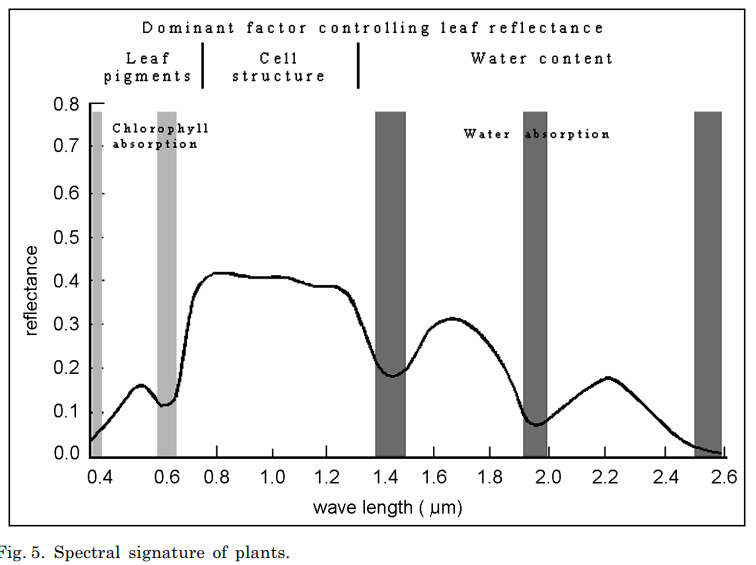 Dominant factor controlling leaf reflectance
Leaf pigments
Cell structure
Water content
0.8
Chlorophyll absorption
Water absorption
0.7
0.6
0.5
0.4
0.3
0.2
0.1
0.0
reflectance
0.4 0.6 0.8 1.0 1.2 1.4 1.6 1.8 2.0 2.2 2.4 2.6
wave length ( µm)
Fig. 5. Spectral signature of plants.